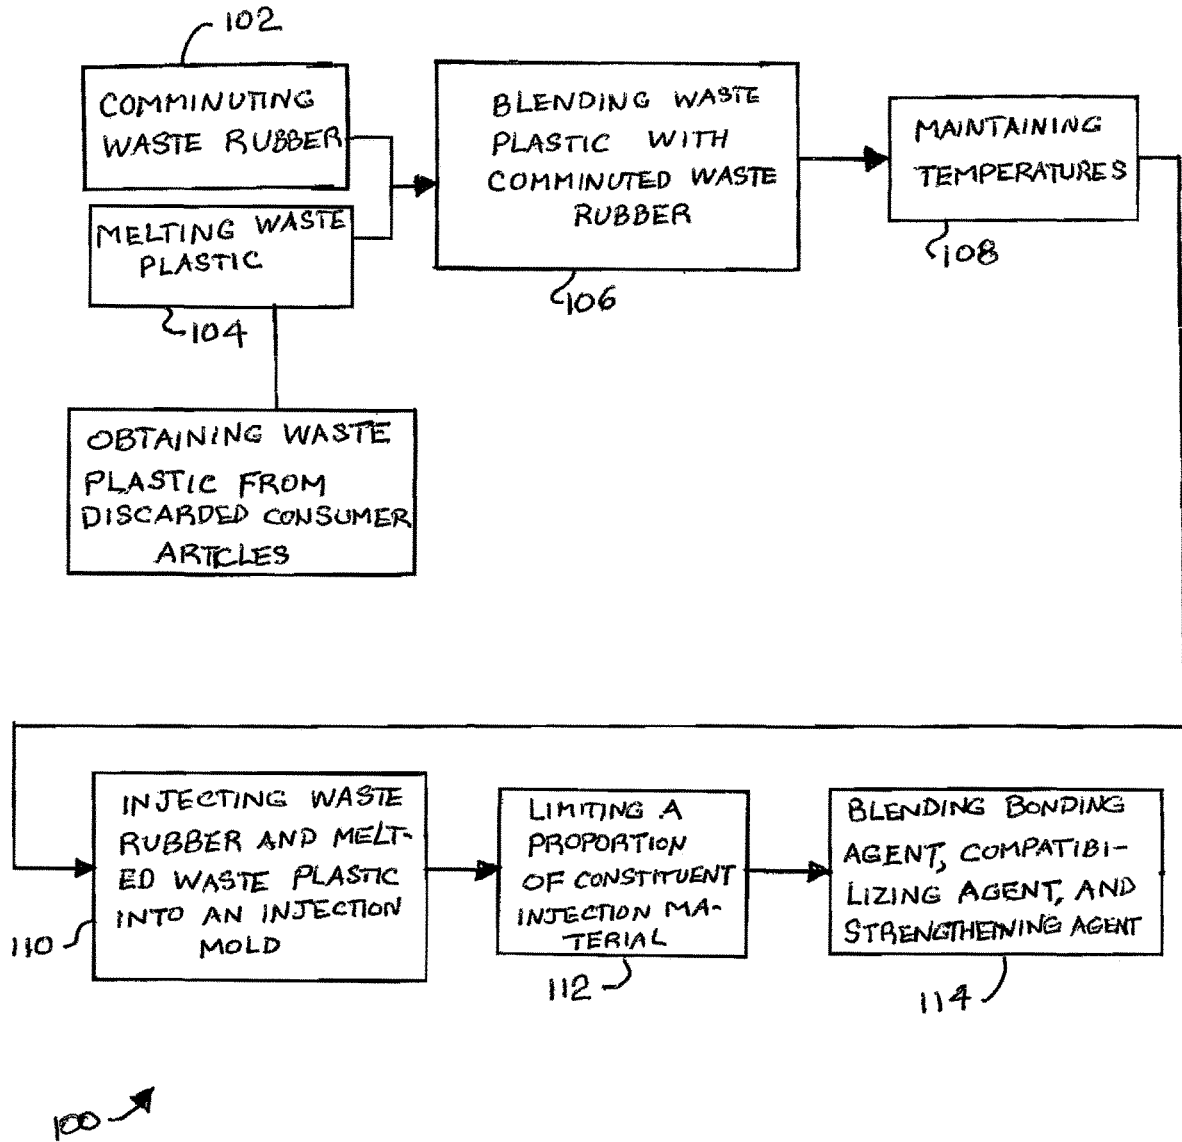 102
COMMINUTING
WASTE RUBBER
MELTING WASTE
PLASTIC
104
OBTAINING WASTE
PLASTIC FROM
DISCARDED CONSUMER
ARTICLES
BLENDING WASTE
PLASTIC WITH
COMMINUTED WASTE
RUBBER
106
MAINTAINING
TEMPERATURES
108
INJECTING WASTE
RUBBER AND MELT-
ED WASTE PLASTIC
INTO AN INJECTION
MOLD
110
LIMITING A
PROPORTION
OF CONSTITUENT
INJECTION MA-
TERIAL
112
BLENDING BONDING
AGENT, COMPATIBI-
LIZING AGENT, AND
STRENGTHENING AGENT
114
100